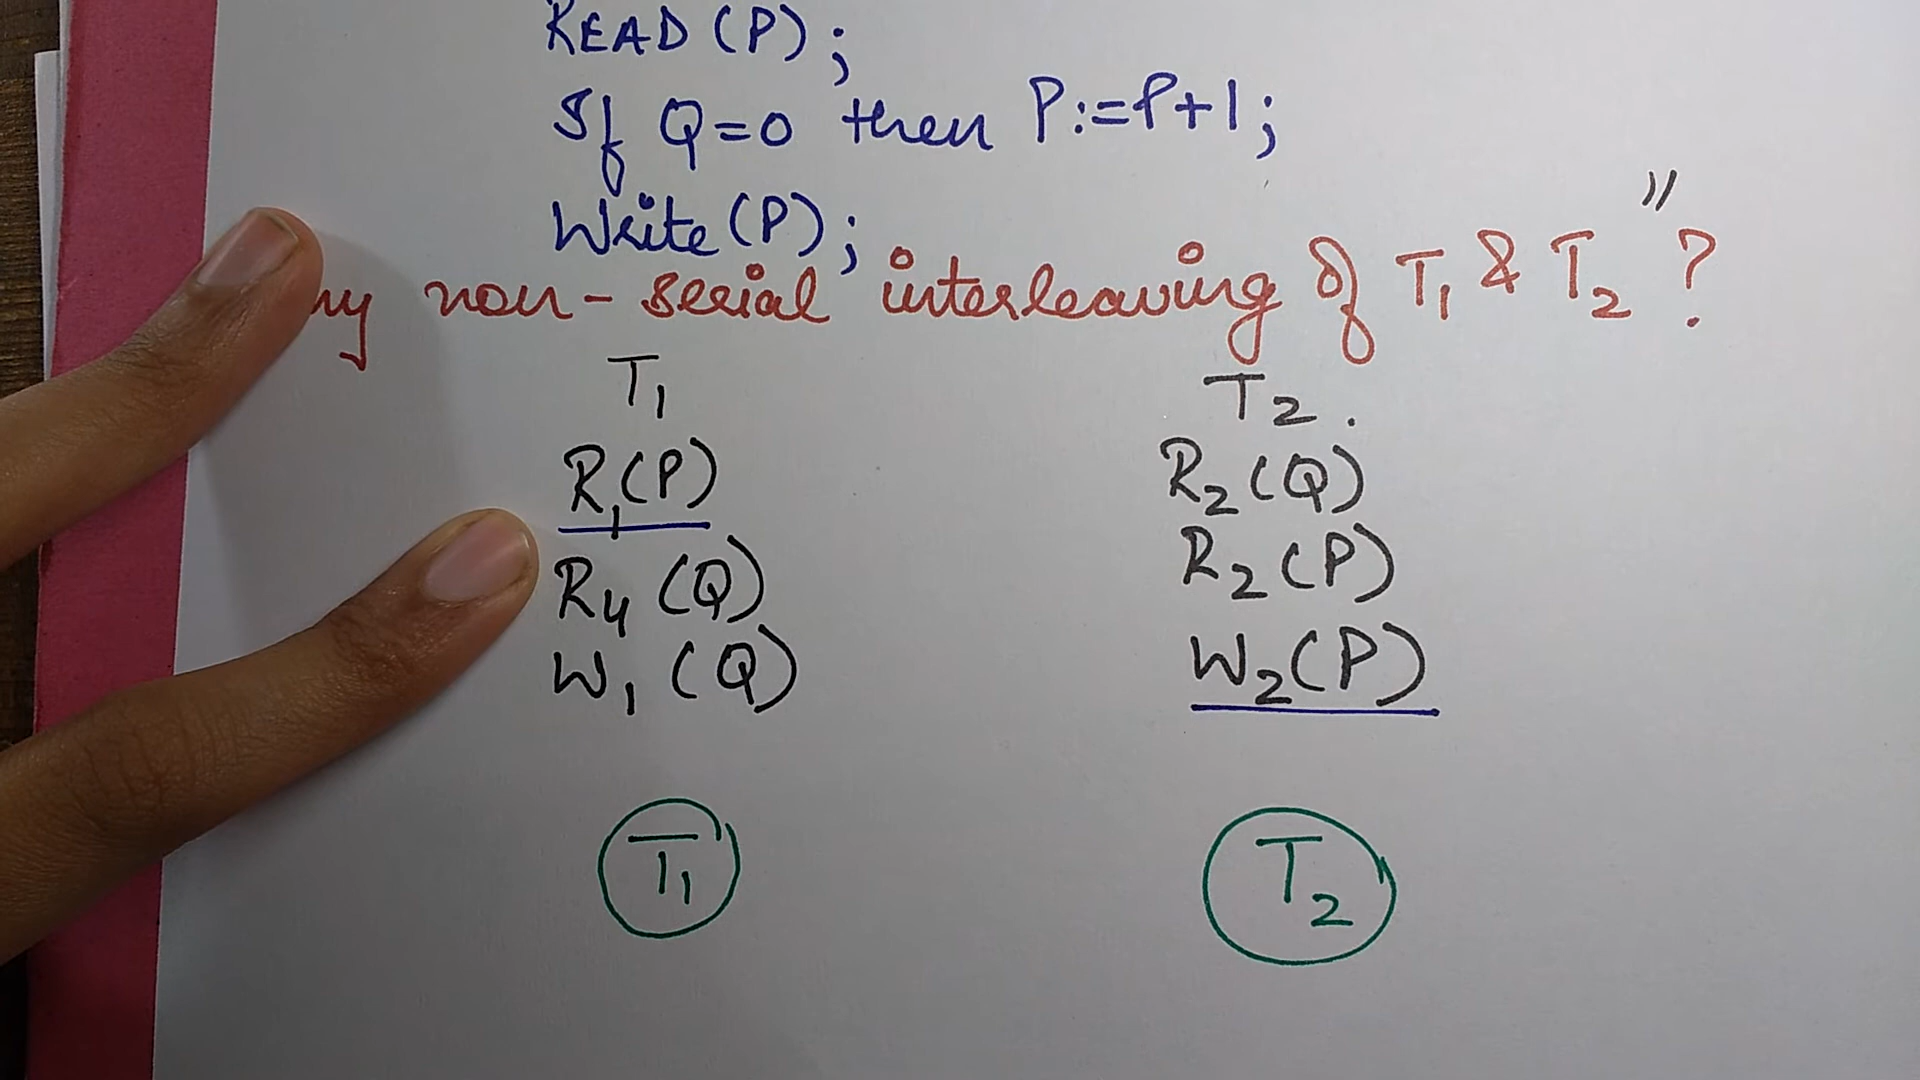 READ (P);
If Q=0 then P:=P+1;
Write (P);
"
ny non-serial interleaving of T1 & T2 ?
T1
T2.
R1(P)
R2(Q)
R4 (Q)
R2(P)
W1 (Q)
W2(P)
T1
T2